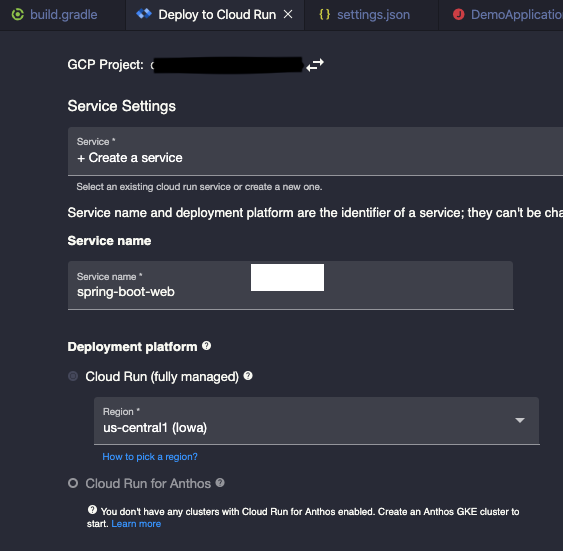 build.gradle
Deploy to Cloud Run
settings.json
DemoApplicatio
GCP Project:
Service Settings
Service *
+ Create a service
Select an existing cloud run service or create a new one.
Service name and deployment platform are the identifier of a service; they can't be cha
Service name
Service name *
spring-boot-web
Deployment platform
Cloud Run (fully managed)
Region *
us-central1 (Iowa)
How to pick a region?
Cloud Run for Anthos
You don't have any clusters with Cloud Run for Anthos enabled. Create an Anthos GKE cluster to
start. Learn more